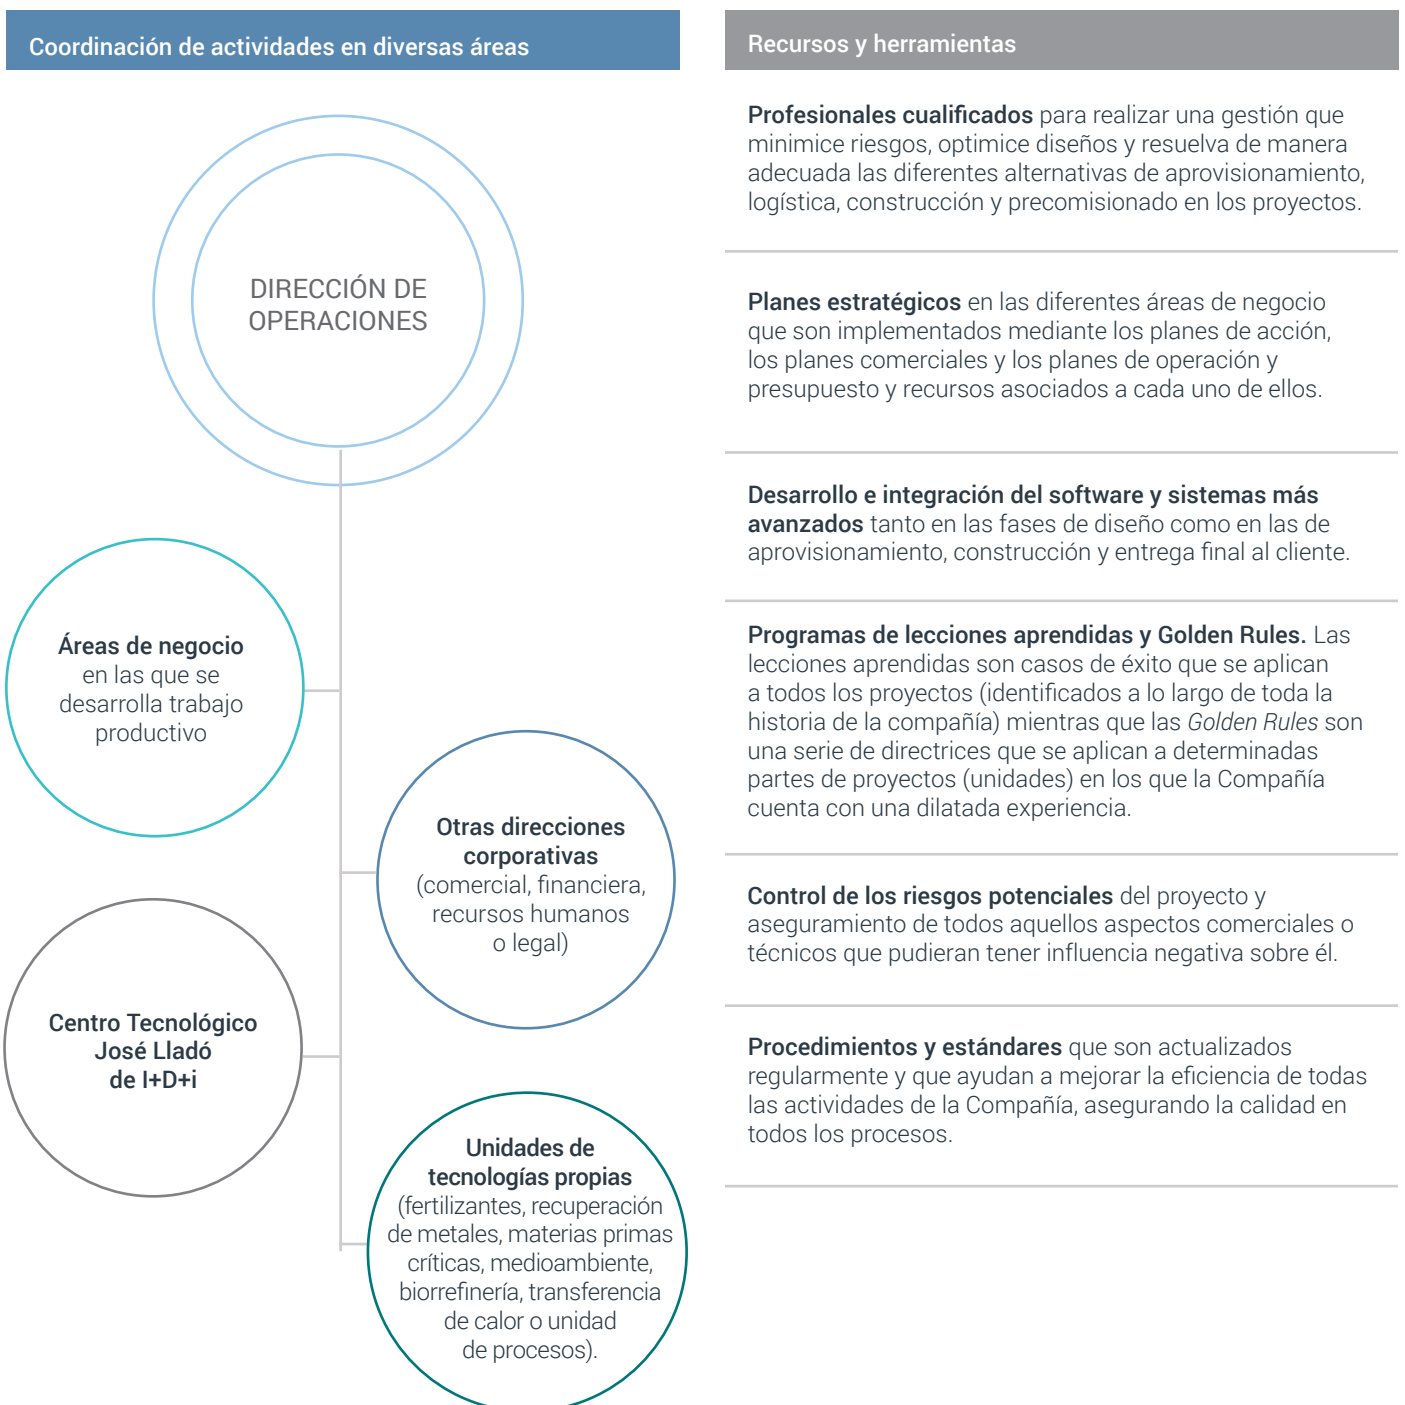 Coordinación de actividades en diversas áreas
DIRECCIÓN DE
OPERACIONES
Áreas de negocio
en las que se
desarrolla trabajo
productivo
Otras direcciones
corporativas
(comercial, financiera,
recursos humanos
o legal)
Centro Tecnológico
José Lladó
de I+D+i
Unidades de
tecnologías propias
(fertilizantes, recuperación
de metales, materias primas
críticas, medioambiente,
biorrefinería, transferencia
de calor o unidad
de procesos).
Recursos y herramientas
Profesionales cualificados para realizar una gestión que
minimice riesgos, optimice diseños y resuelva de manera
adecuada las diferentes alternativas de aprovisionamiento,
logística, construcción y precomisionado en los proyectos.
Planes estratégicos en las diferentes áreas de negocio
que son implementados mediante los planes de acción,
los planes comerciales y los planes de operación y
presupuesto y recursos asociados a cada uno de ellos.
Desarrollo e integración del software y sistemas más
avanzados tanto en las fases de diseño como en las de
aprovisionamiento, construcción y entrega final al cliente.
Programas de lecciones aprendidas y Golden Rules. Las
lecciones aprendidas son casos de éxito que se aplican
a todos los proyectos (identificados a lo largo de toda la
historia de la compañía) mientras que las Golden Rules son
una serie de directrices que se aplican a determinadas
partes de proyectos (unidades) en los que la Compañía
cuenta con una dilatada experiencia.
Control de los riesgos potenciales del proyecto y
aseguramiento de todos aquellos aspectos comerciales o
técnicos que pudieran tener influencia negativa sobre él.
Procedimientos y estándares que son actualizados
regularmente y que ayudan a mejorar la eficiencia de todas
las actividades de la Compañía, asegurando la calidad en
todos los procesos.